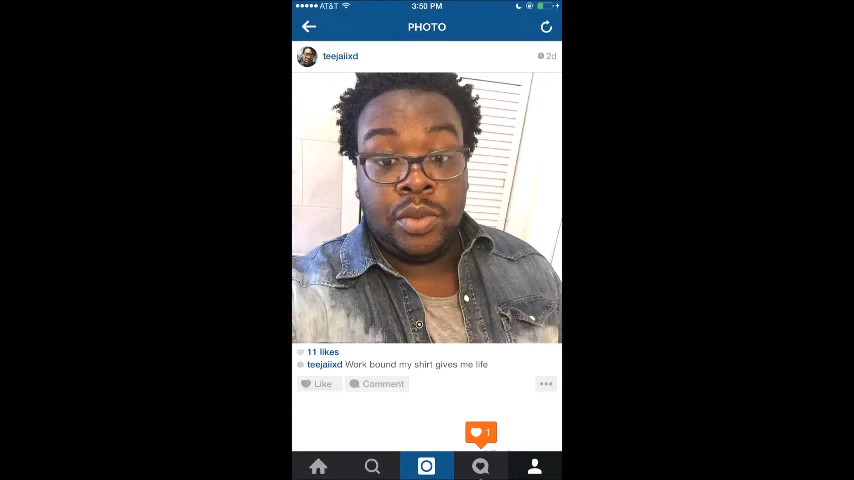 AT&T 3:50 PM
PHOTO
teejaiixd 2d
11 likes
teejaiixd Work bound my shirt gives me life
Like Comment
1